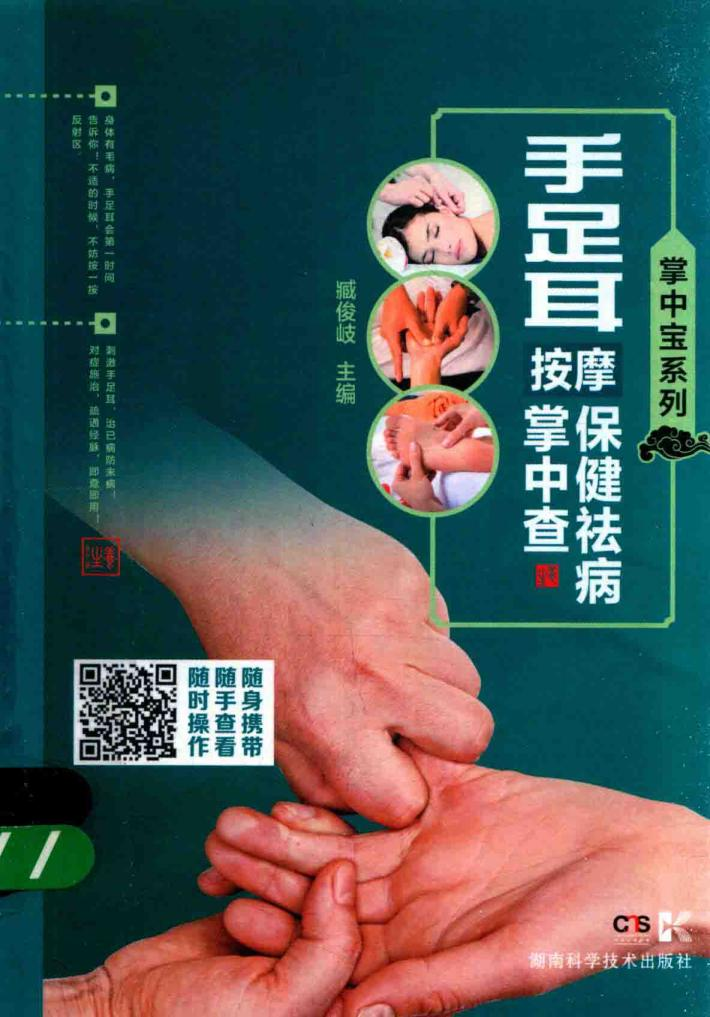 掌中宝系列
手足耳
按摩
保健祛病
掌中查
臧俊岐 主编
身体有毛病，手足耳会第一时间
告诉你！不适的时候，不妨按一按
反射区。
刺激手足耳，治已病防未病！
对症施治，疏通经脉，即查即用！
养生
随身携带
随手查看
随时操作
CNS
湖南科学技术出版社